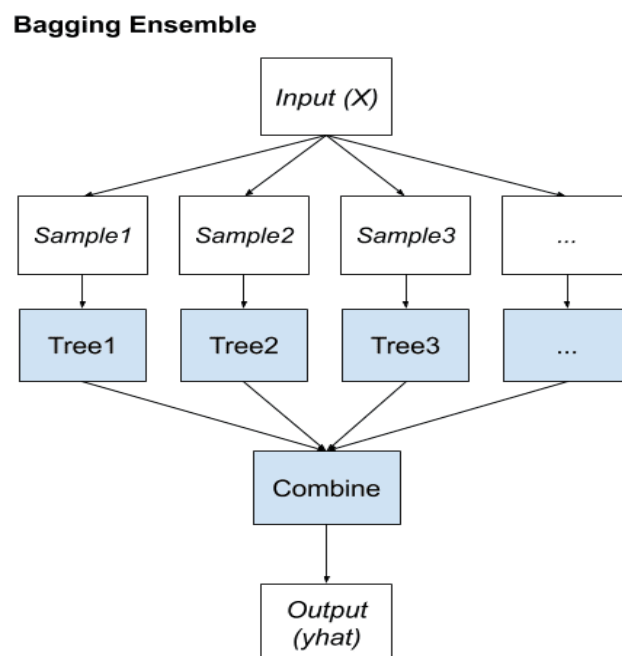 Bagging Ensemble
Input (X)
Sample1
Sample2
Sample3
...
Tree1
Tree2
Tree3
...
Combine
Output
(yhat)